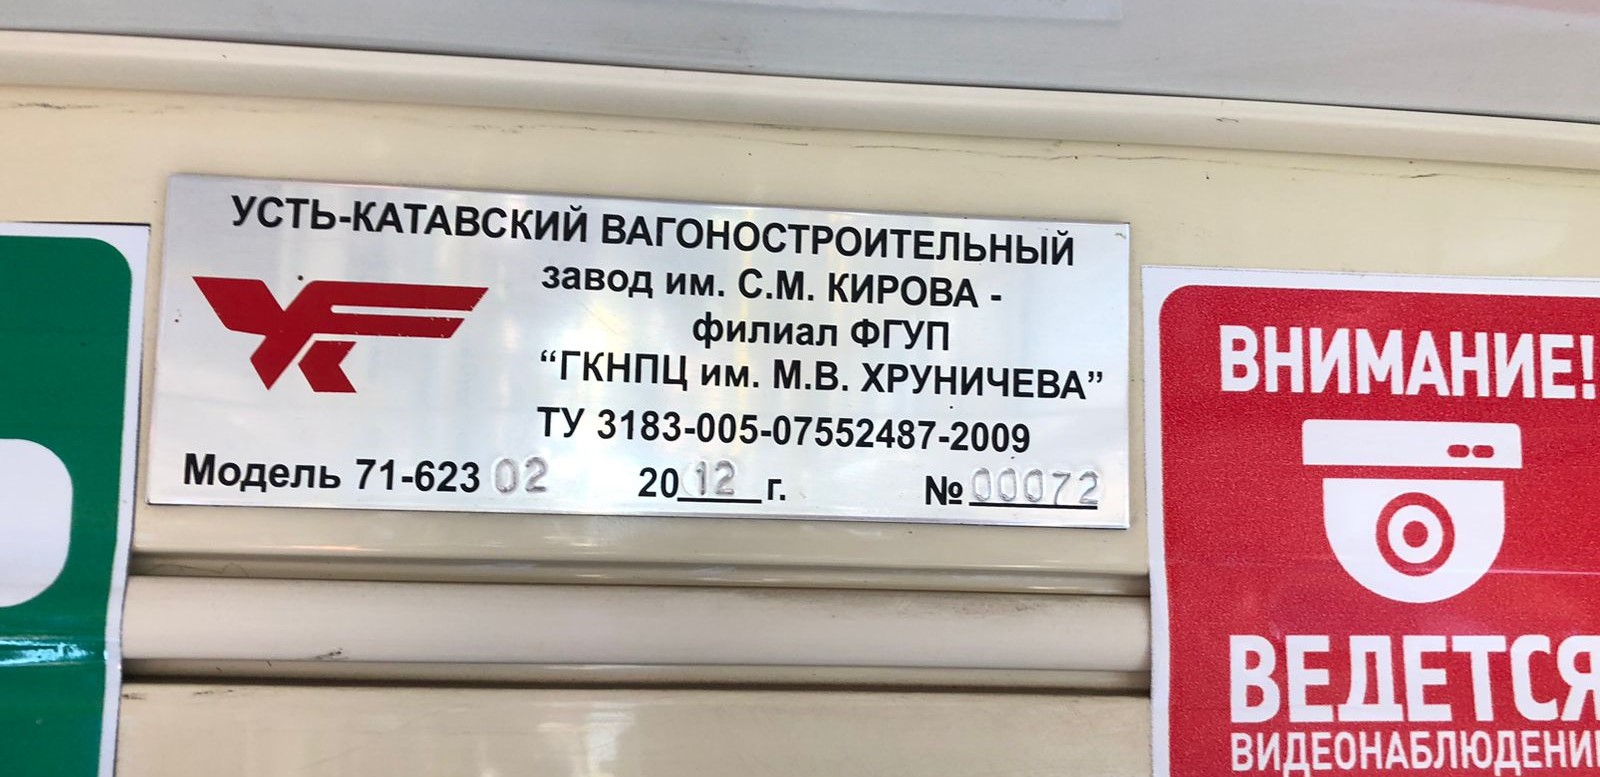 УСТЬ-КАТАВСКИЙ ВАГОНОСТРОИТЕЛЬНЫЙ
завод им. С.М. КИРОВА -
филиал ФГУП
“ГКНПЦ им. М.В. ХРУНИЧЕВА”
ТУ 3183-005-07552487-2009
Модель 71-623 02 2012 г. № 00072
ВНИМАНИЕ!
ВЕДЕТСЯ
ВИДЕОНАБЛЮДЕНИ